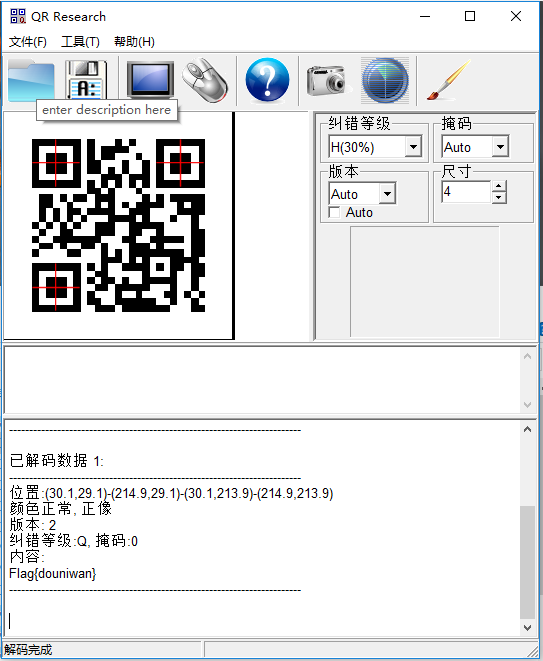 QR Research
文件(F) 工具(T) 帮助(H)
A:
?
enter description here
纠错等级 掩码
H(30%) Auto
版本 尺寸
Auto 4
Auto
--------------------------------------------------------------------------
已解码数据 1:
--------------------------------------------------------------------------
位置:(30.1,29.1)-(214.9,29.1)-(30.1,213.9)-(214.9,213.9)
颜色正常, 正像
版本: 2
纠错等级:Q, 掩码:0
内容:
Flag{douniwan}
--------------------------------------------------------------------------
解码完成